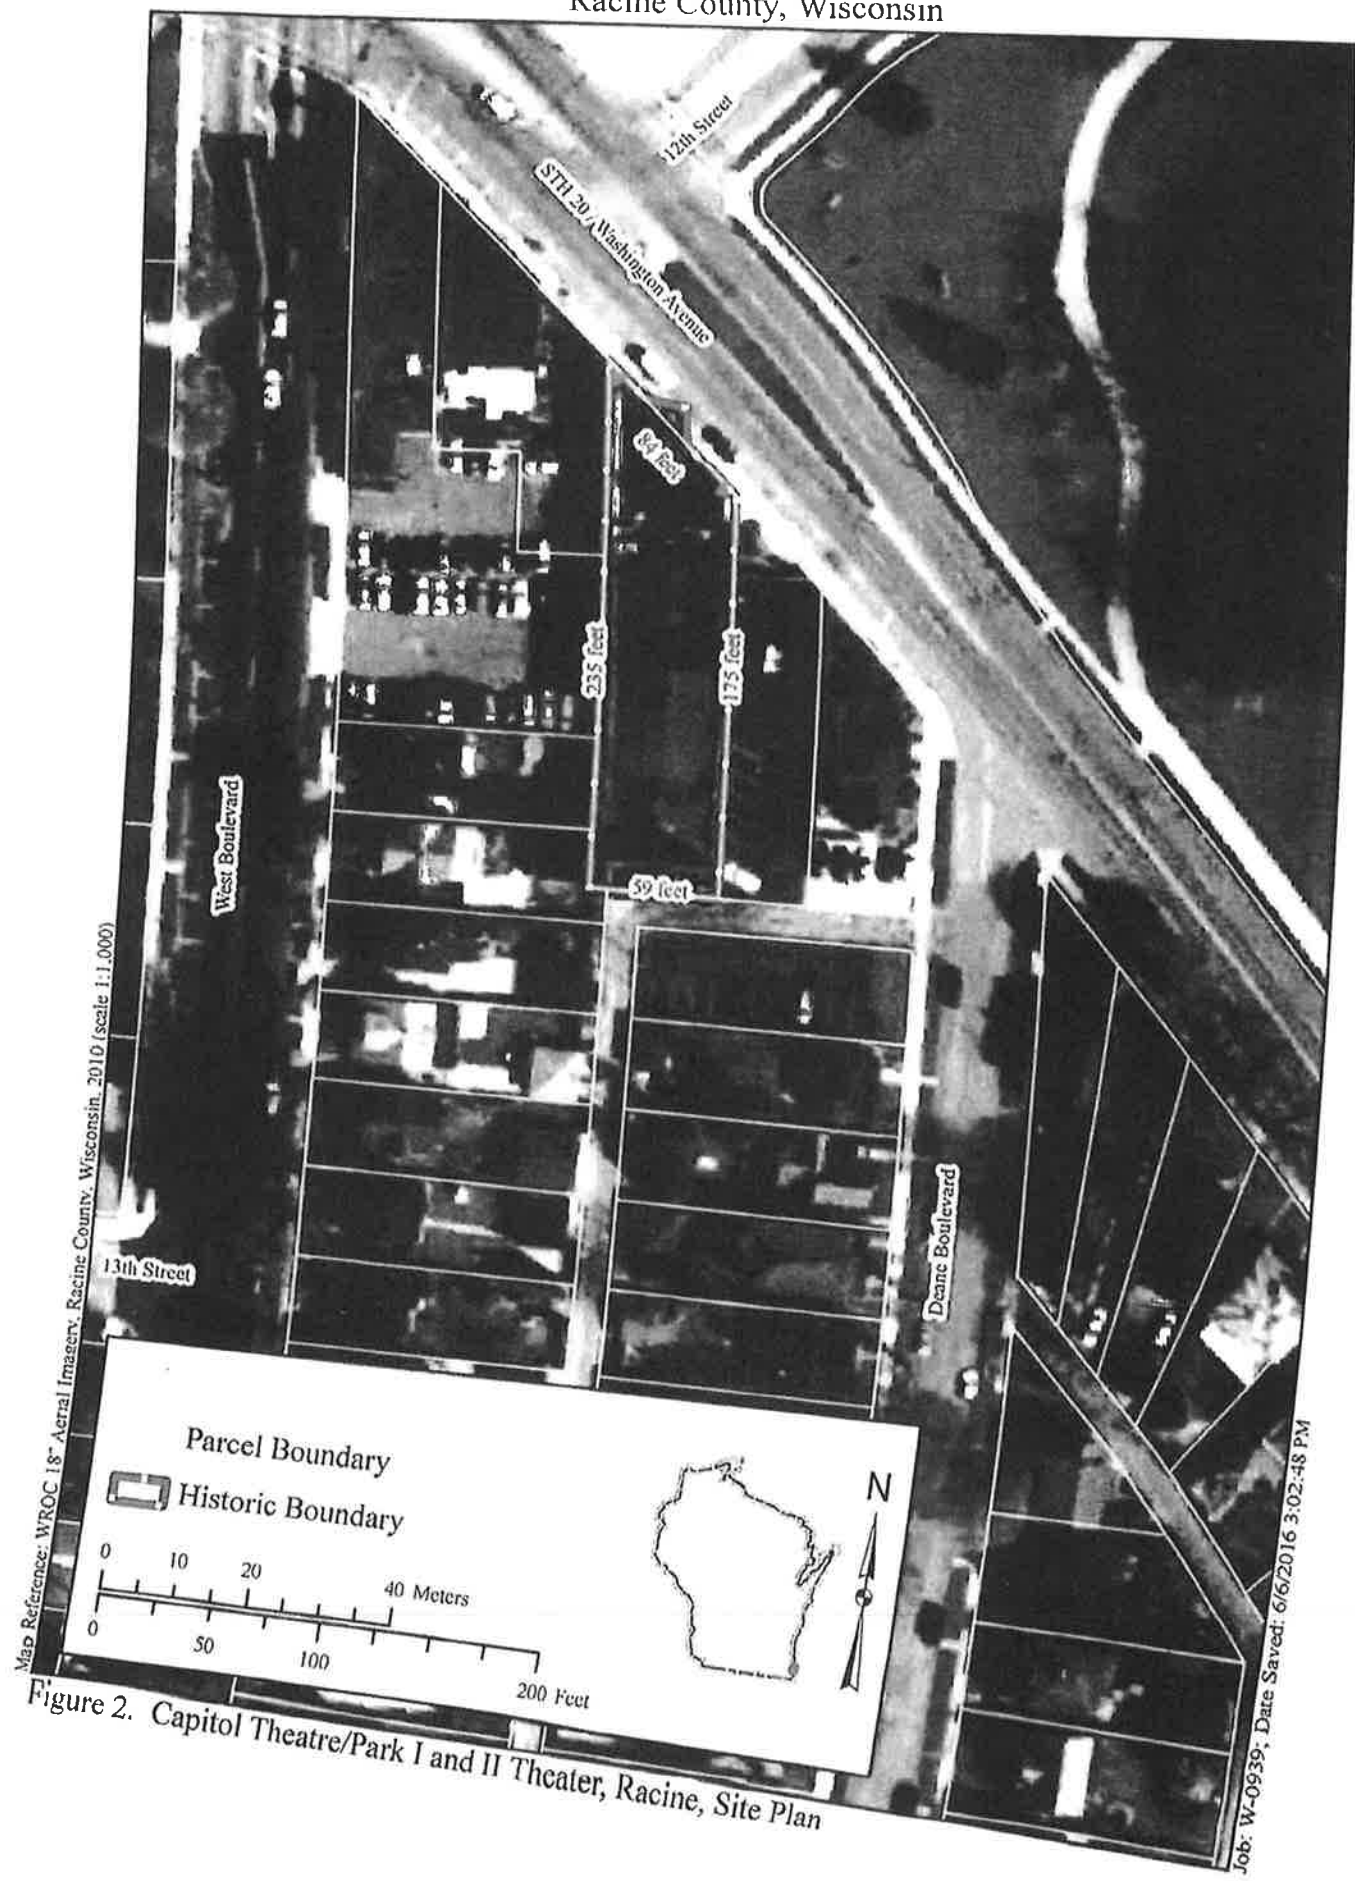 Racine County, Wisconsin
12th Street
STH 20 / Washington Avenue
84 feet
235 feet
175 feet
59 feet
West Boulevard
Deane Boulevard
13th Street
Map Reference: WROC 18" Aerial Imagery, Racine County, Wisconsin, 2010 (scale 1:1,000)
Job: W-0939; Date Saved: 6/6/2016 3:02:48 PM
Parcel Boundary
Historic Boundary
N
0 10 20 40 Meters
0 50 100 200 Feet
Figure 2. Capitol Theatre/Park I and II Theater, Racine, Site Plan